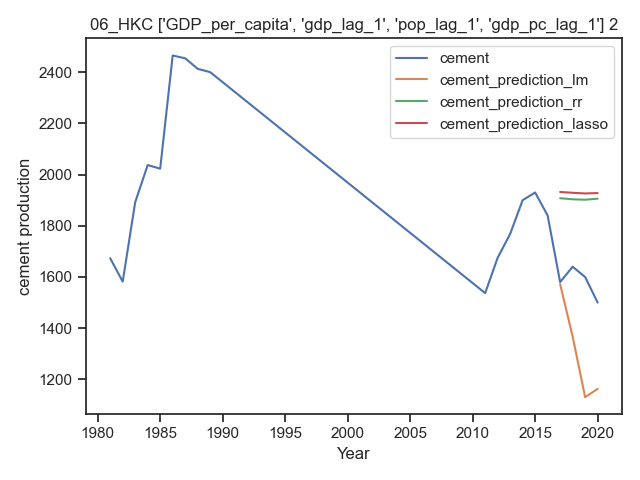 06_HKC ['GDP_per_capita', 'gdp_lag_1', 'pop_lag_1', 'gdp_pc_lag_1'] 2
cement
cement_prediction_lm
cement_prediction_rr
cement_prediction_lasso
cement production
2400
2200
2000
1800
1600
1400
1200
1980 1985 1990 1995 2000 2005 2010 2015 2020
Year